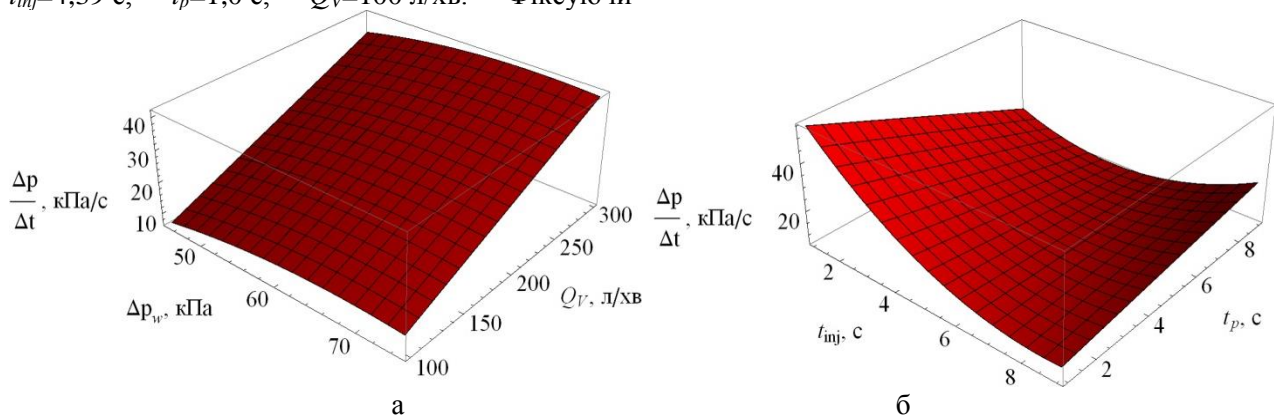 t_inj=4,39 с, t_p=1,0 с, Q_V=100 л/хв. Фіксуючи
40
30
20
10
Δp
Δt
, кПа/с
50
60
70
Δp_w, кПа
100
150
200
250
300
Q_V, л/хв
а
40
20
Δp
Δt
, кПа/с
2
4
6
8
t_inj, с
2
4
6
8
t_p, с
б